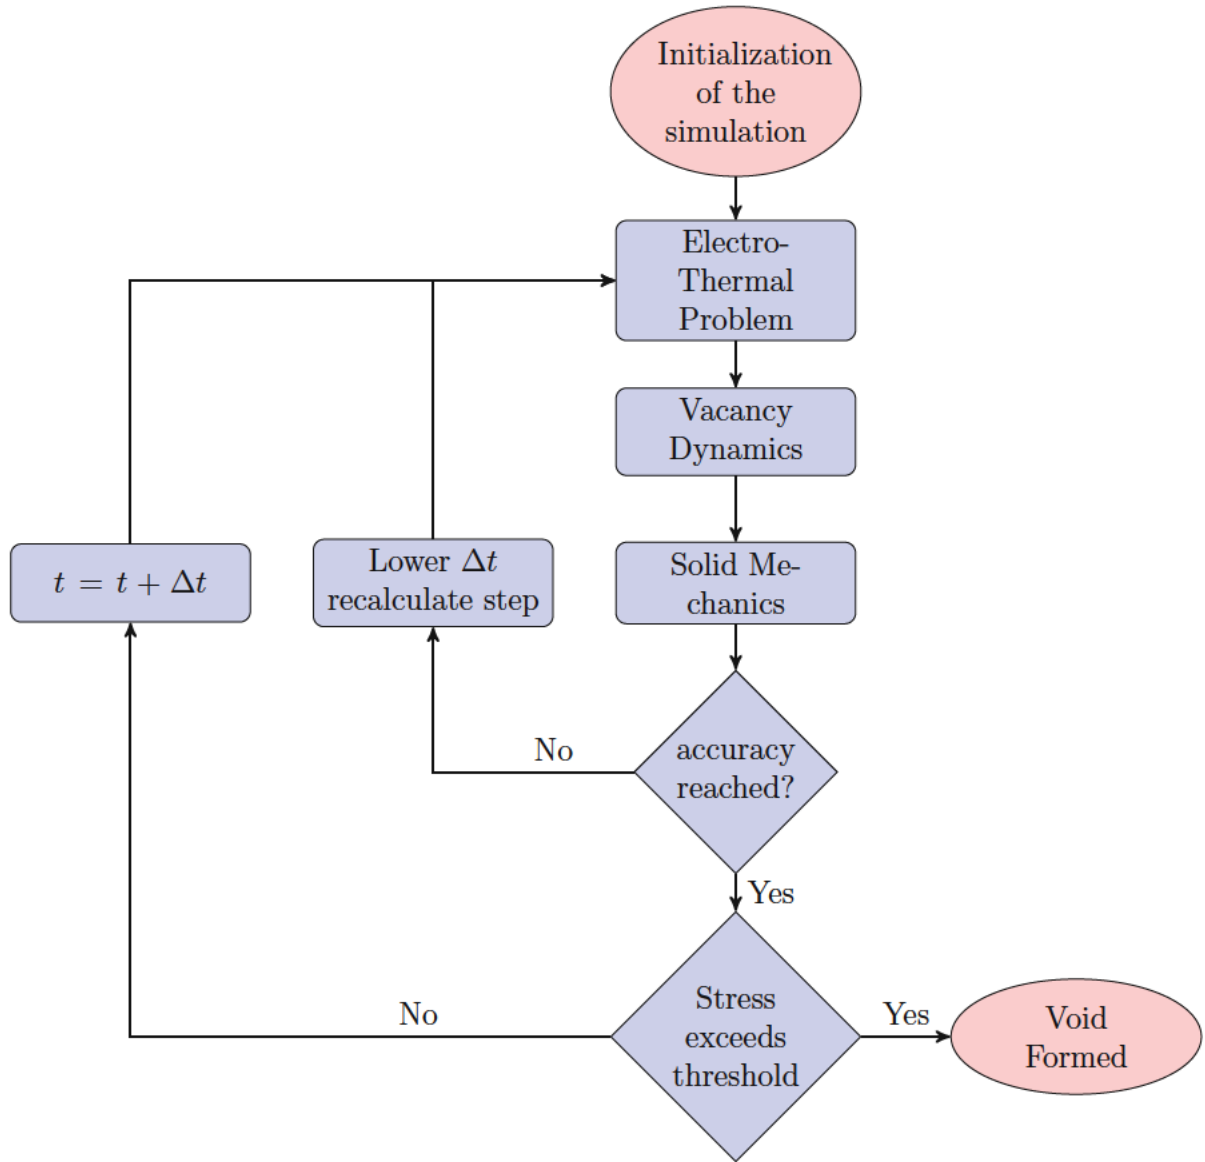 Initialization
of the
simulation
Electro-
Thermal
Problem
Vacancy
Dynamics
Solid Me-
chanics
t = t + Δt
Lower Δt
recalculate step
accuracy
reached?
No
Yes
Stress
exceeds
threshold
No
Yes
Void
Formed